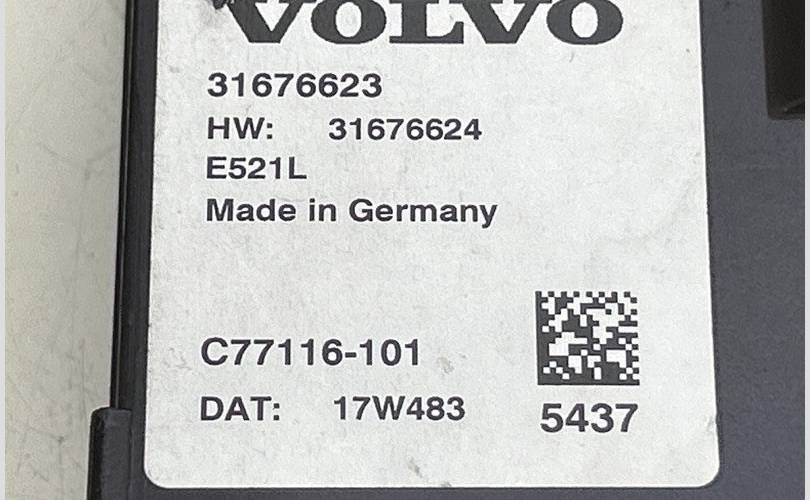 VOLVO
31676623
HW: 31676624
E521L
Made in Germany
C77116-101
DAT: 17W483
5437